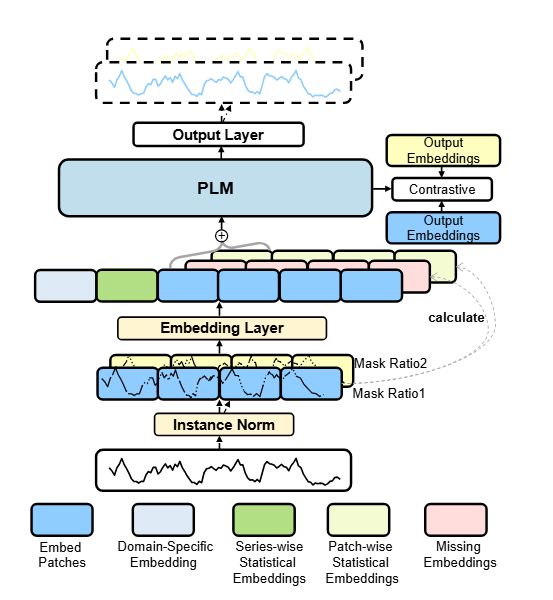 Output Layer
Output
Embeddings
PLM
Contrastive
Output
Embeddings
+
calculate
Embedding Layer
Mask Ratio2
Mask Ratio1
Instance Norm
Embed
Patches
Domain-Specific
Embedding
Series-wise
Statistical
Embeddings
Patch-wise
Statistical
Embeddings
Missing
Embeddings